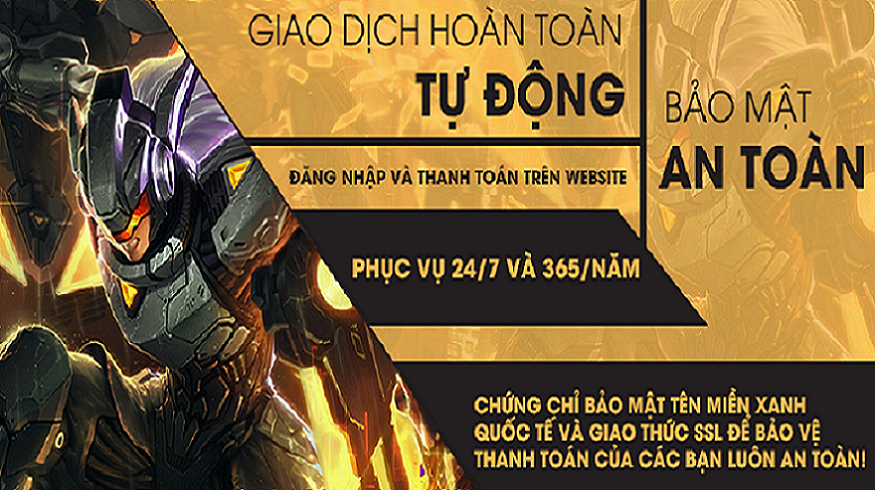 GIAO DỊCH HOÀN TOÀN
TỰ ĐỘNG
BẢO MẬT
AN TOÀN
ĐĂNG NHẬP VÀ THANH TOÁN TRÊN WEBSITE
PHỤC VỤ 24/7 VÀ 365/NĂM
CHỨNG CHỈ BẢO MẬT TÊN MIỀN XANH
QUỐC TẾ VÀ GIAO THỨC SSL ĐỂ BẢO VỆ
THANH TOÁN CỦA CÁC BẠN LUÔN AN TOÀN!